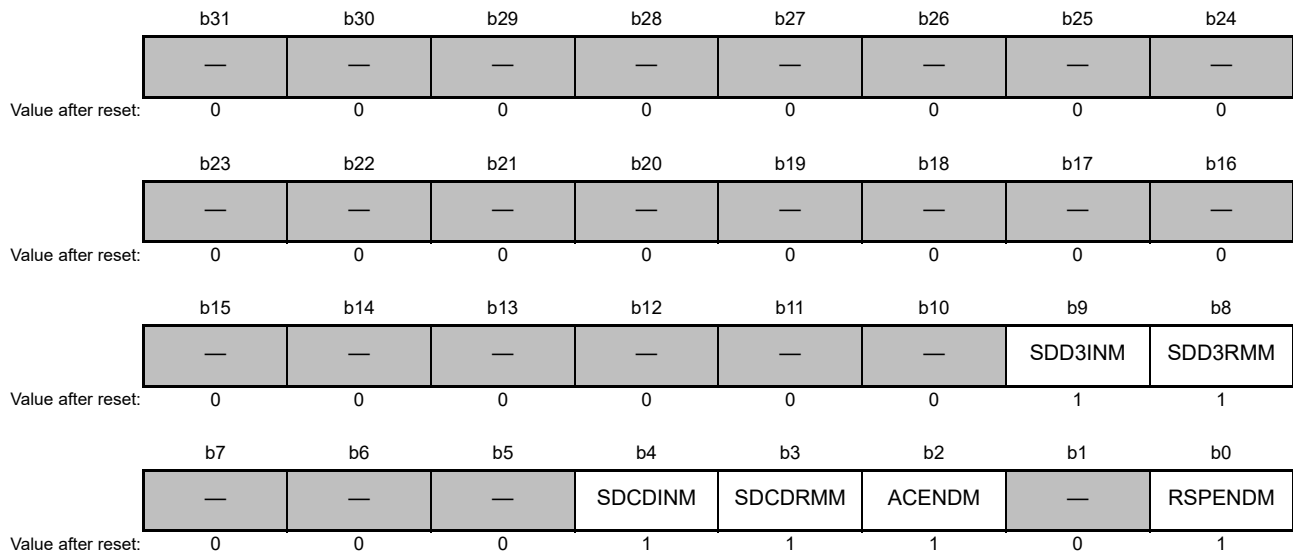 b31 b30 b29 b28 b27 b26 b25 b24
— — — — — — — —
Value after reset: 0 0 0 0 0 0 0 0
b23 b22 b21 b20 b19 b18 b17 b16
— — — — — — — —
Value after reset: 0 0 0 0 0 0 0 0
b15 b14 b13 b12 b11 b10 b9 b8
— — — — — — SDD3INM SDD3RMM
Value after reset: 0 0 0 0 0 0 1 1
b7 b6 b5 b4 b3 b2 b1 b0
— — — SDCDINM SDCDRMM ACENDM — RSPENDM
Value after reset: 0 0 0 1 1 1 0 1